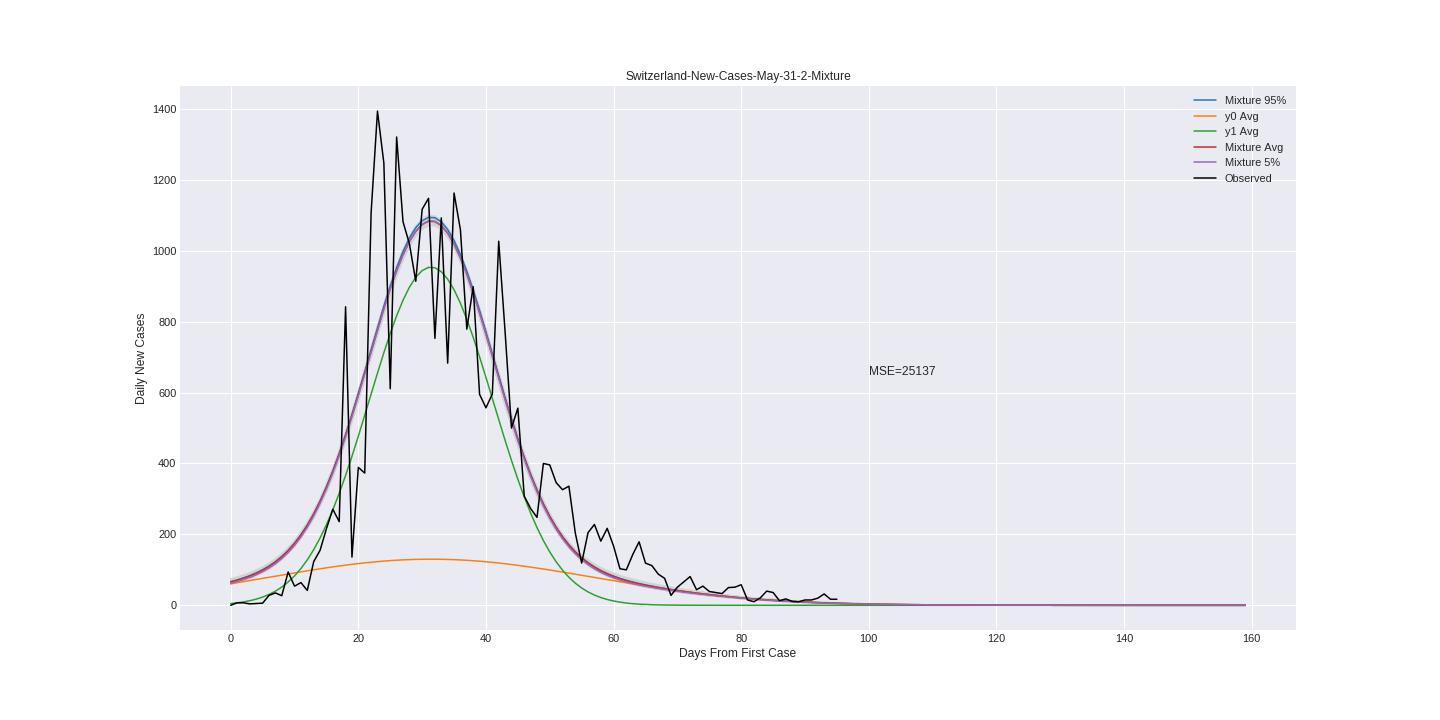 Switzerland-New-Cases-May-31-2-Mixture
Mixture 95%
y0 Avg
y1 Avg
Mixture Avg
Mixture 5%
Observed
1400
1200
1000
800
600
400
200
0
Daily New Cases
MSE=25137
0 20 40 60 80 100 120 140 160
Days From First Case